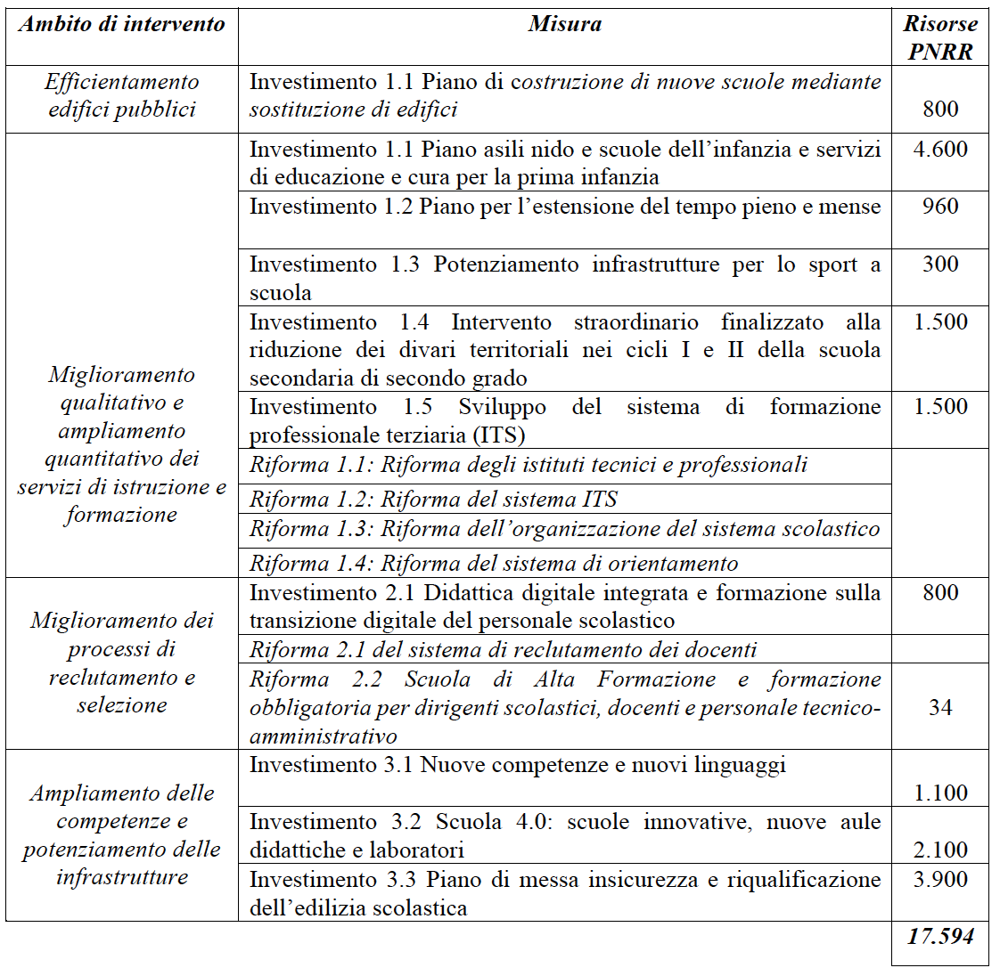 Ambito di intervento
Misura
Risorse
PNRR
Efficientamento
edifici pubblici
Investimento 1.1 Piano di costruzione di nuove scuole mediante
sostituzione di edifici
800
Miglioramento
qualitativo e
ampliamento
quantitativo dei
servizi di istruzione e
formazione
Investimento 1.1 Piano asili nido e scuole dell’infanzia e servizi
di educazione e cura per la prima infanzia
4.600
Investimento 1.2 Piano per l’estensione del tempo pieno e mense
960
Investimento 1.3 Potenziamento infrastrutture per lo sport a
scuola
300
Investimento 1.4 Intervento straordinario finalizzato alla
riduzione dei divari territoriali nei cicli I e II della scuola
secondaria di secondo grado
1.500
Investimento 1.5 Sviluppo del sistema di formazione
professionale terziaria (ITS)
1.500
Riforma 1.1: Riforma degli istituti tecnici e professionali
Riforma 1.2: Riforma del sistema ITS
Riforma 1.3: Riforma dell’organizzazione del sistema scolastico
Riforma 1.4: Riforma del sistema di orientamento
Miglioramento dei
processi di
reclutamento e
selezione
Investimento 2.1 Didattica digitale integrata e formazione sulla
transizione digitale del personale scolastico
800
Riforma 2.1 del sistema di reclutamento dei docenti
Riforma 2.2 Scuola di Alta Formazione e formazione
obbligatoria per dirigenti scolastici, docenti e personale tecnico-
amministrativo
34
Ampliamento delle
competenze e
potenziamento delle
infrastrutture
Investimento 3.1 Nuove competenze e nuovi linguaggi
1.100
Investimento 3.2 Scuola 4.0: scuole innovative, nuove aule
didattiche e laboratori
2.100
Investimento 3.3 Piano di messa insicurezza e riqualificazione
dell’edilizia scolastica
3.900
17.594